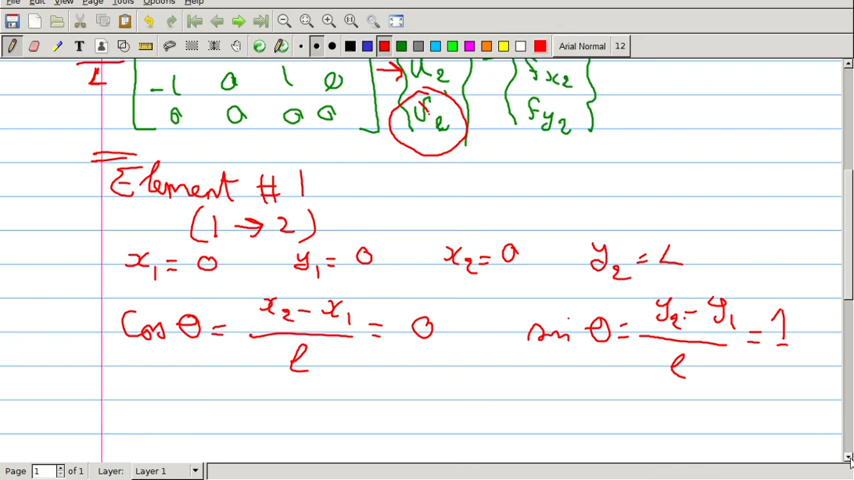 File Edit View Page Tools Options Help
Arial Normal 12
L -1 0 1 0 u2 = fx2
0 0 0 0 v2 fy2
Element # 1
(1 → 2)
x1 = 0 y1 = 0 x2 = 0 y2 = L
Cos θ = x2 - x1 / l = 0 sin θ = y2 - y1 / l = 1
Page 1 of 1 Layer: Layer 1